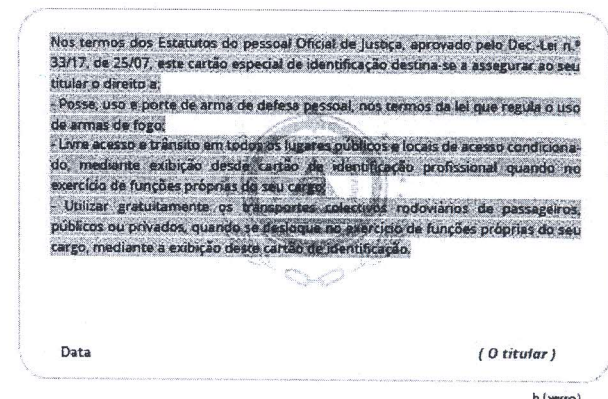 Nos termos dos Estatutos do pessoal Oficial de Justiça, aprovado pelo Dec.-Lei n.º
33/17, de 25/07, este cartão especial de identificação destina-se a assegurar ao seu
titular o direito a:
- Posse, uso e porte de arma de defesa pessoal, nos termos da lei que regula o uso
de armas de fogo;
- Livre acesso e trânsito em todos os lugares públicos e locais de acesso condiciona-
do, mediante exibição desde cartão de identificação profissional quando no
exercício de funções próprias do seu cargo;
- Utilizar gratuitamente os transportes colectivos rodoviários de passageiros,
públicos ou privados, quando se desloque no exercício de funções próprias do seu
cargo, mediante a exibição deste cartão de identificação.
Data ( O titular )
b (verso)